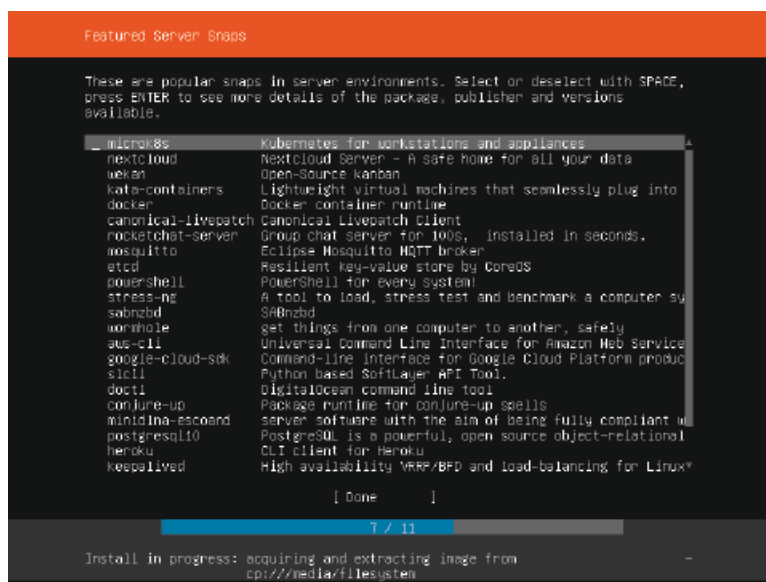 Featured Server Snaps
These are popular snaps in server environments. Select or deselect with SPACE,
press ENTER to see more details of the package, publisher and versions
available.
_ microk8s Kubernetes for workstations and appliances
nextcloud Nextcloud Server - A safe home for all your data
wekan Open-Source kanban
kata-containers Lightweight virtual machines that seamlessly plug into
docker Docker container runtime
canonical-livepatch Canonical Livepatch Client
rocketchat-server Group chat server for 100s, installed in seconds.
mosquitto Eclipse Mosquitto MQTT broker
etcd Resilient key-value store by CoreOS
powershell PowerShell for every system!
stress-ng A tool to load, stress test and benchmark a computer sy
sabnzbd SABnzbd
wormhole get things from one computer to another, safely
aws-cli Universal Command Line Interface for Amazon Web Service
google-cloud-sdk Command-line interface for Google Cloud Platform produc
slcli Python based SoftLayer API Tool.
doctl DigitalOcean command line tool
conjure-up Package runtime for conjure-up spells
minidlna-escoand server software with the aim of being fully compliant w
postgresql10 PostgreSQL is a powerful, open source object-relational
heroku CLI client for Heroku
keepalived High availability VRRP/BFD and load-balancing for Linux
[ Done ]
7 / 11
Install in progress: acquiring and extracting image from
cp:///media/filesystem